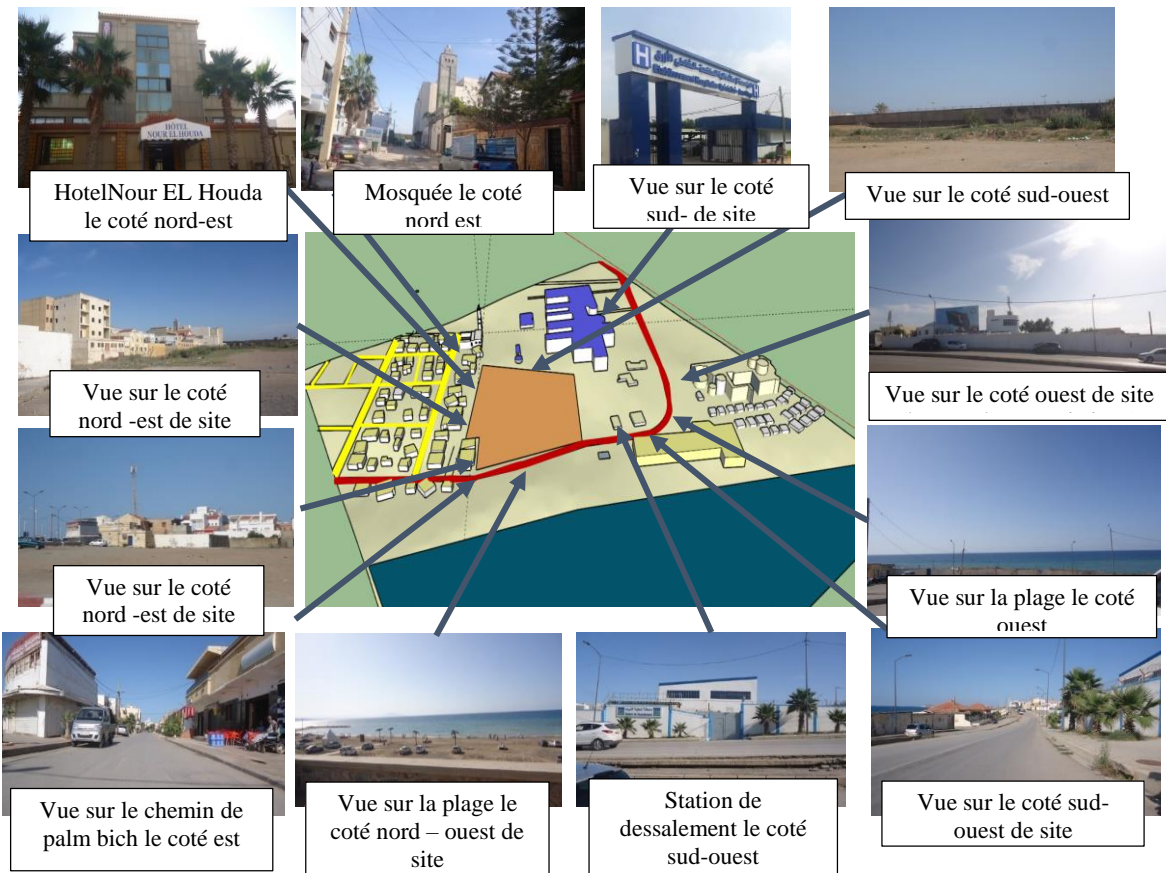 HÔTEL
NOUR EL HOUDA
H
H
HotelNour EL Houda
le coté nord-est
Mosquée le coté
nord est
Vue sur le coté
sud- de site
Vue sur le coté sud-ouest
Vue sur le coté
nord -est de site
Vue sur le coté ouest de site
Vue sur le coté
nord -est de site
Vue sur la plage le coté
ouest
Vue sur le chemin de
palm bich le coté est
Vue sur la plage le
coté nord – ouest de
site
Station de
dessalement le coté
sud-ouest
Vue sur le coté sud-
ouest de site